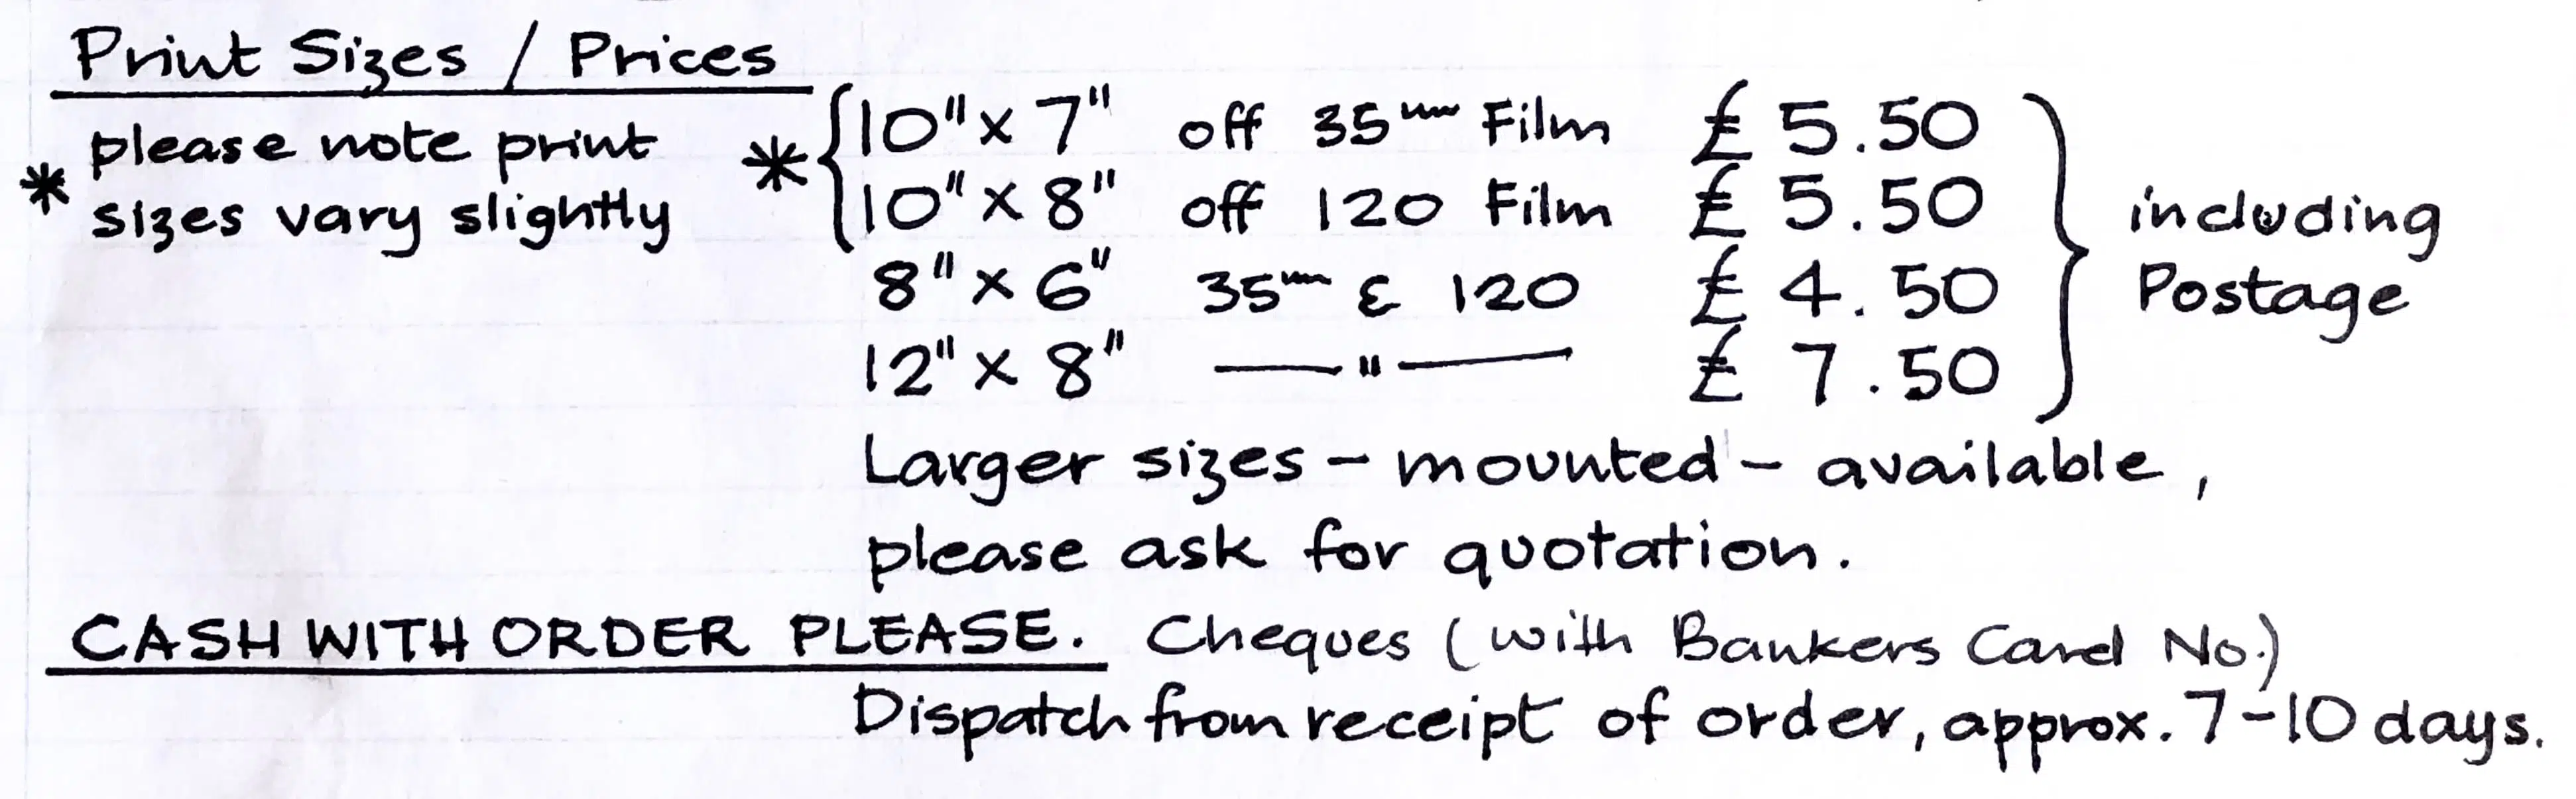 Print Sizes / Prices
* please note print
sizes vary slightly
* { 10" x 7" off 35mm Film £ 5.50
10" x 8" off 120 Film £ 5.50
8" x 6" 35mm & 120 £ 4.50
12" x 8" — " — £ 7.50
} including
Postage
Larger sizes - mounted - available,
please ask for quotation.
CASH WITH ORDER PLEASE. Cheques (with Bankers Card No.)
Dispatch from receipt of order, approx. 7-10 days.